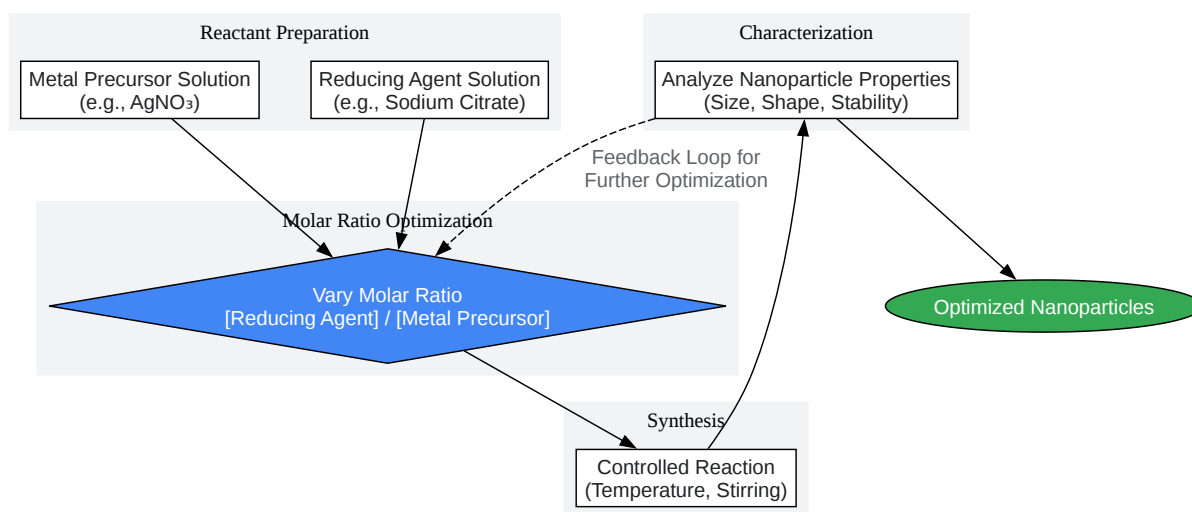 Reactant Preparation
Metal Precursor Solution
(e.g., AgNO₃)
Reducing Agent Solution
(e.g., Sodium Citrate)
Characterization
Analyze Nanoparticle Properties
(Size, Shape, Stability)
Feedback Loop for
Further Optimization
Molar Ratio Optimization
Vary Molar Ratio
[Reducing Agent] / [Metal Precursor]
Optimized Nanoparticles
Synthesis
Controlled Reaction
(Temperature, Stirring)